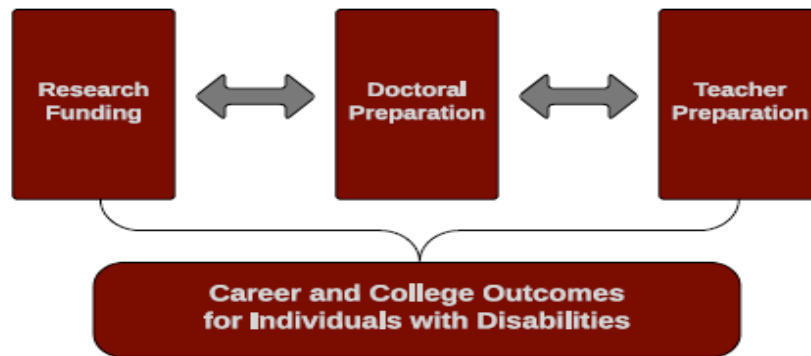 Research
Funding
Doctoral
Preparation
Teacher
Preparation
Career and College Outcomes
for Individuals with Disabilities